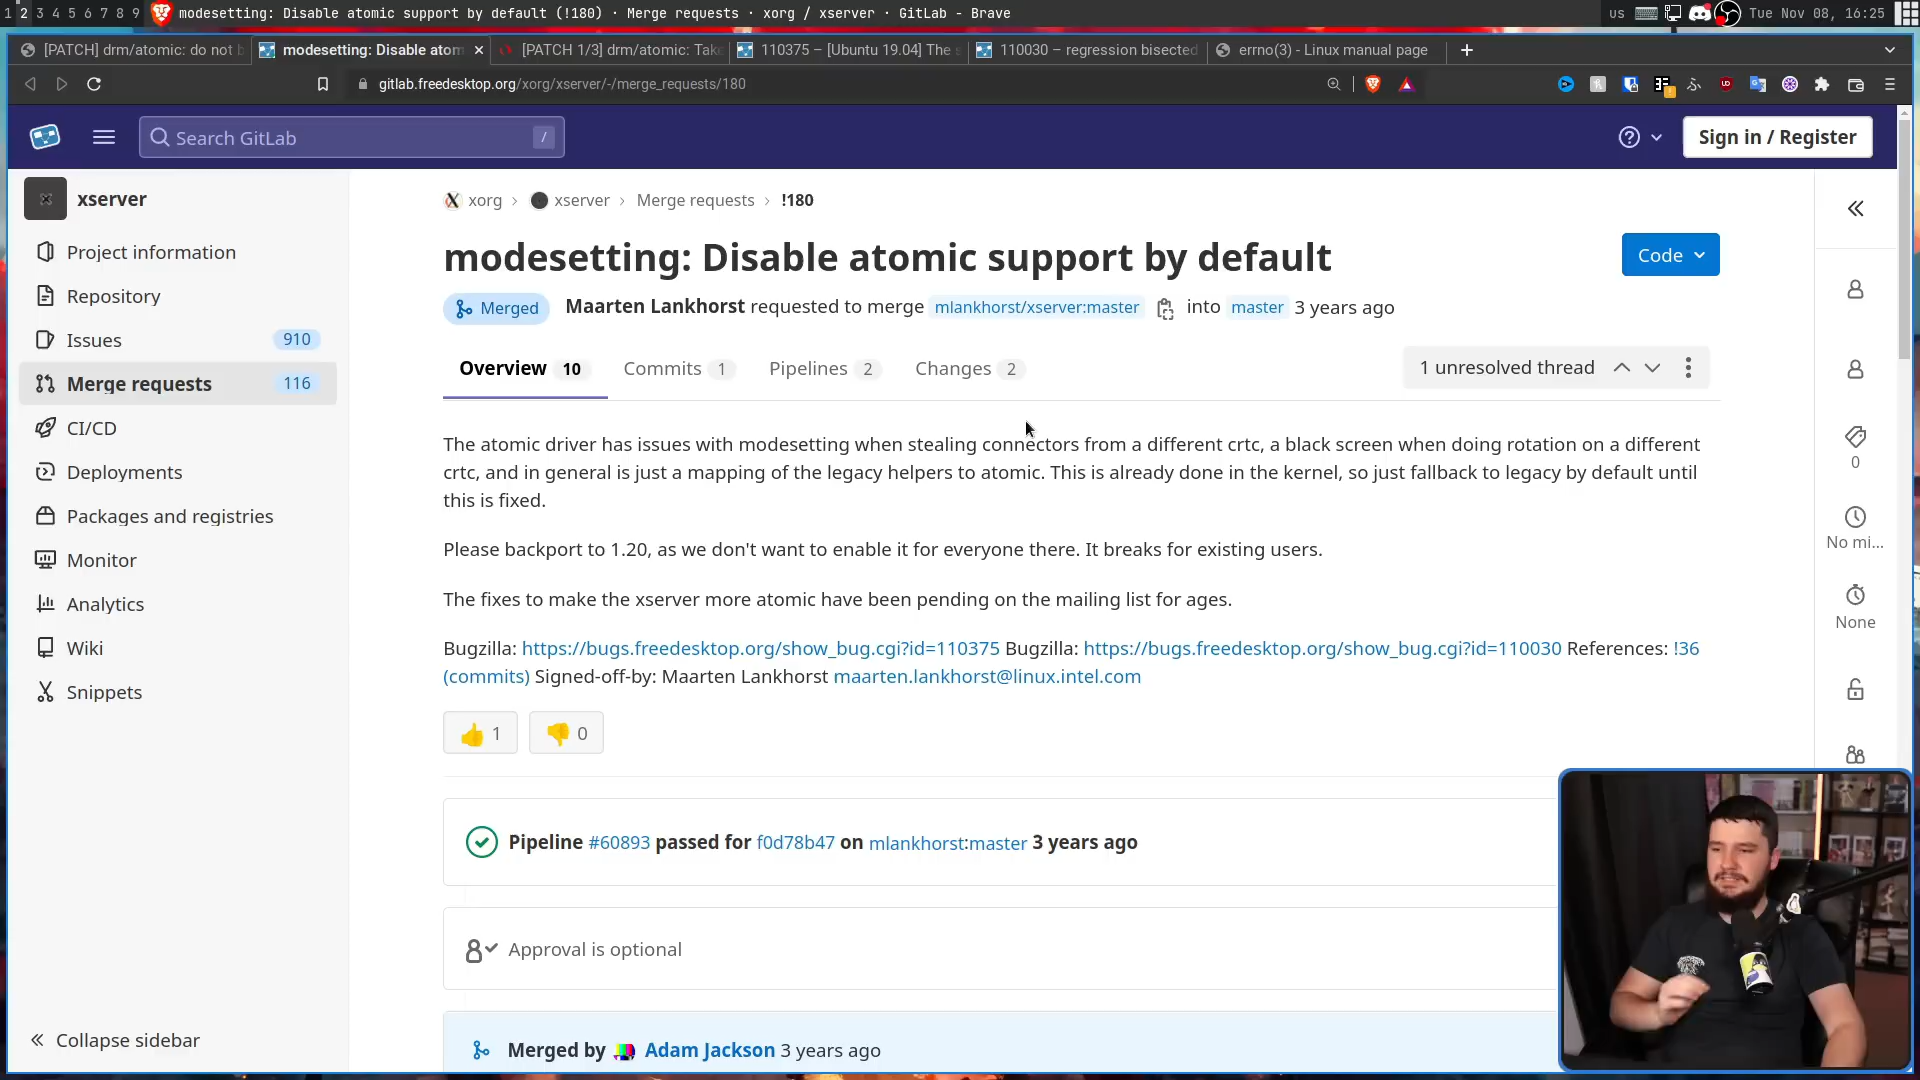 1 2 3 4 5 6 7 8 9 modesetting: Disable atomic support by default (!180) · Merge requests · xorg / xserver · GitLab - Brave
us Tue Nov 08, 16:25
[PATCH] drm/atomic: do not b
modesetting: Disable atom
[PATCH 1/3] drm/atomic: Take
110375 – [Ubuntu 19.04] The s
110030 – regression bisected
errno(3) - Linux manual page
gitlab.freedesktop.org/xorg/xserver/-/merge_requests/180
Search GitLab /
Sign in / Register
xserver
Project information
Repository
Issues 910
Merge requests 116
CI/CD
Deployments
Packages and registries
Monitor
Analytics
Wiki
Snippets
Collapse sidebar
xorg › xserver › Merge requests › !180
modesetting: Disable atomic support by default
Code
Merged Maarten Lankhorst requested to merge mlankhorst/xserver:master into master 3 years ago
Overview 10 Commits 1 Pipelines 2 Changes 2
1 unresolved thread
The atomic driver has issues with modesetting when stealing connectors from a different crtc, a black screen when doing rotation on a different
crtc, and in general is just a mapping of the legacy helpers to atomic. This is already done in the kernel, so just fallback to legacy by default until
this is fixed.
Please backport to 1.20, as we don't want to enable it for everyone there. It breaks for existing users.
The fixes to make the xserver more atomic have been pending on the mailing list for ages.
Bugzilla: https://bugs.freedesktop.org/show_bug.cgi?id=110375 Bugzilla: https://bugs.freedesktop.org/show_bug.cgi?id=110030 References: !36
(commits) Signed-off-by: Maarten Lankhorst maarten.lankhorst@linux.intel.com
👍 1 👎 0
Pipeline #60893 passed for f0d78b47 on mlankhorst:master 3 years ago
Approval is optional
Merged by Adam Jackson 3 years ago
0
No mi...
None